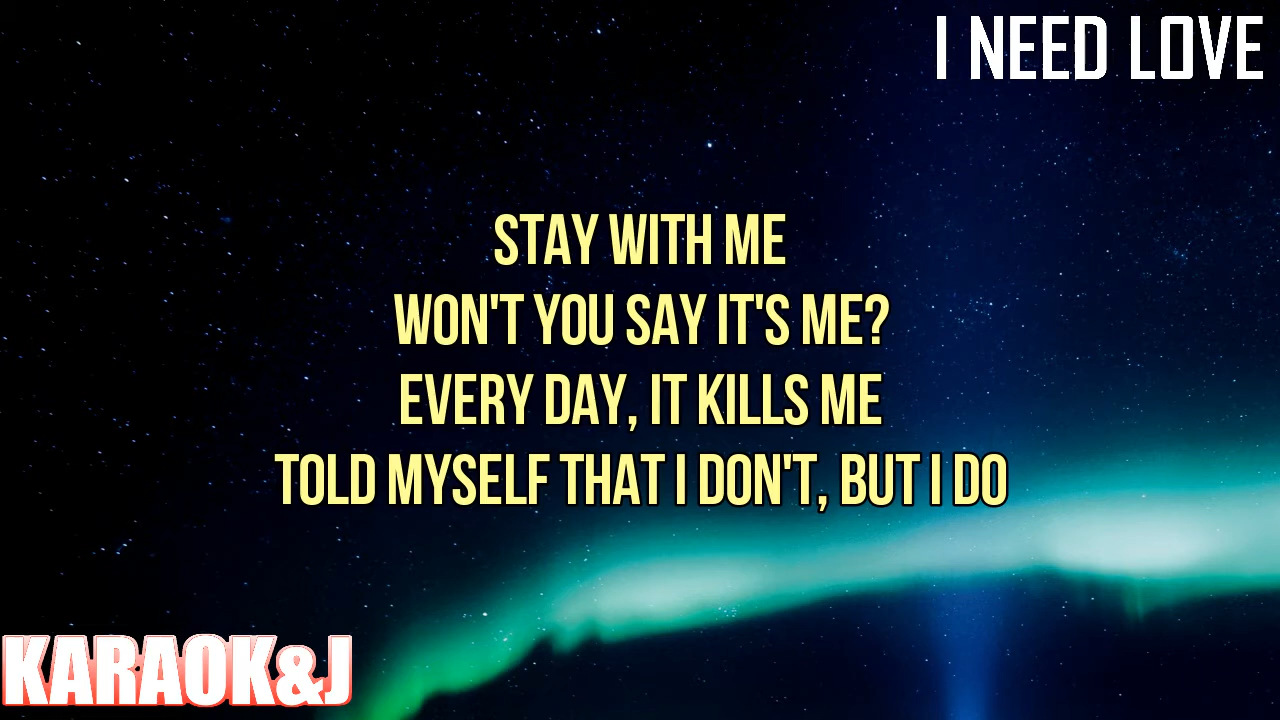 I NEED LOVE
STAY WITH ME
WON'T YOU SAY IT'S ME?
EVERY DAY, IT KILLS ME
TOLD MYSELF THAT I DON'T, BUT I DO
KARAOK&J